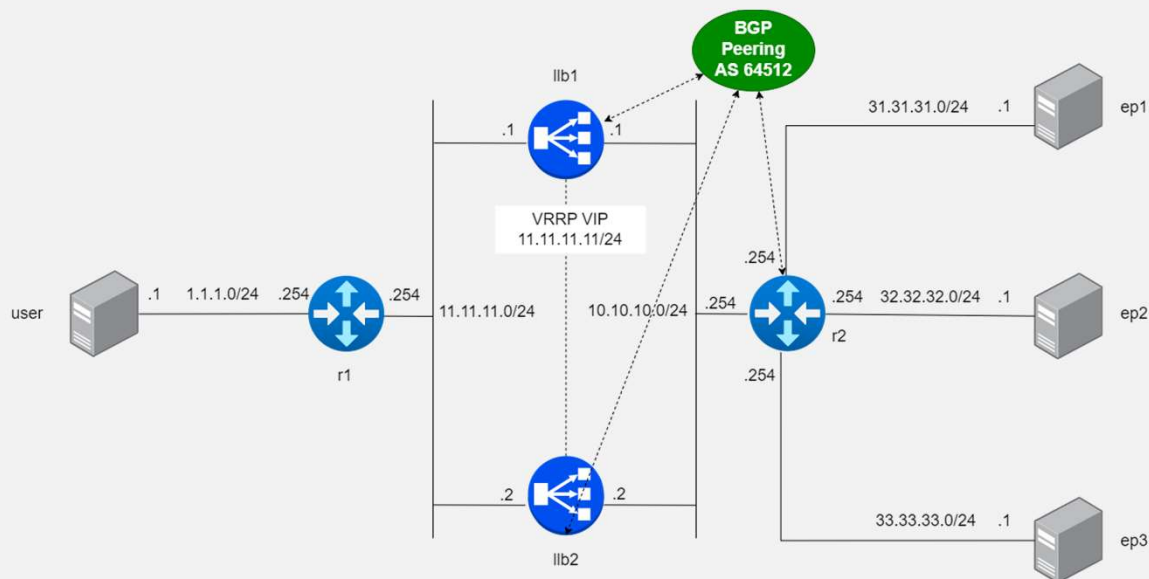 BGP
Peering
AS 64512
llb1
31.31.31.0/24 .1
ep1
.1 .1
VRRP VIP
11.11.11.11/24
.254
user
.1 1.1.1.0/24 .254
.254
11.11.11.0/24
10.10.10.0/24
.254
.254 32.32.32.0/24 .1
ep2
r1
r2
.254
.2 .2
33.33.33.0/24 .1
ep3
llb2